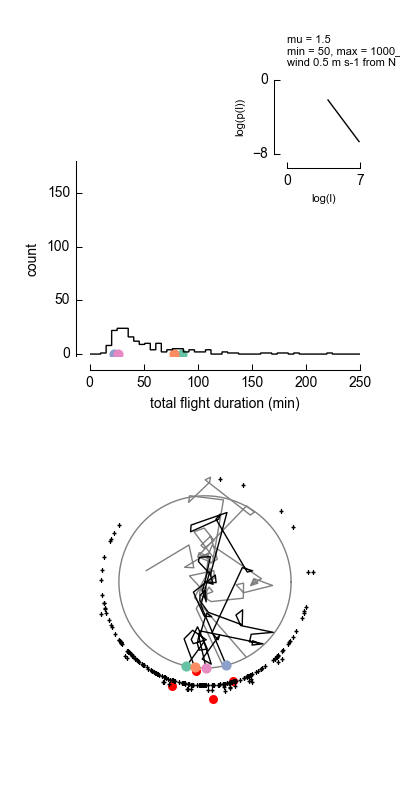 mu = 1.5
min = 50, max = 1000_
wind 0.5 m s-1 from N
0
log(p(l))
−8
0
7
log(l)
150
100
count
50
0
0
50
100
150
200
250
total flight duration (min)